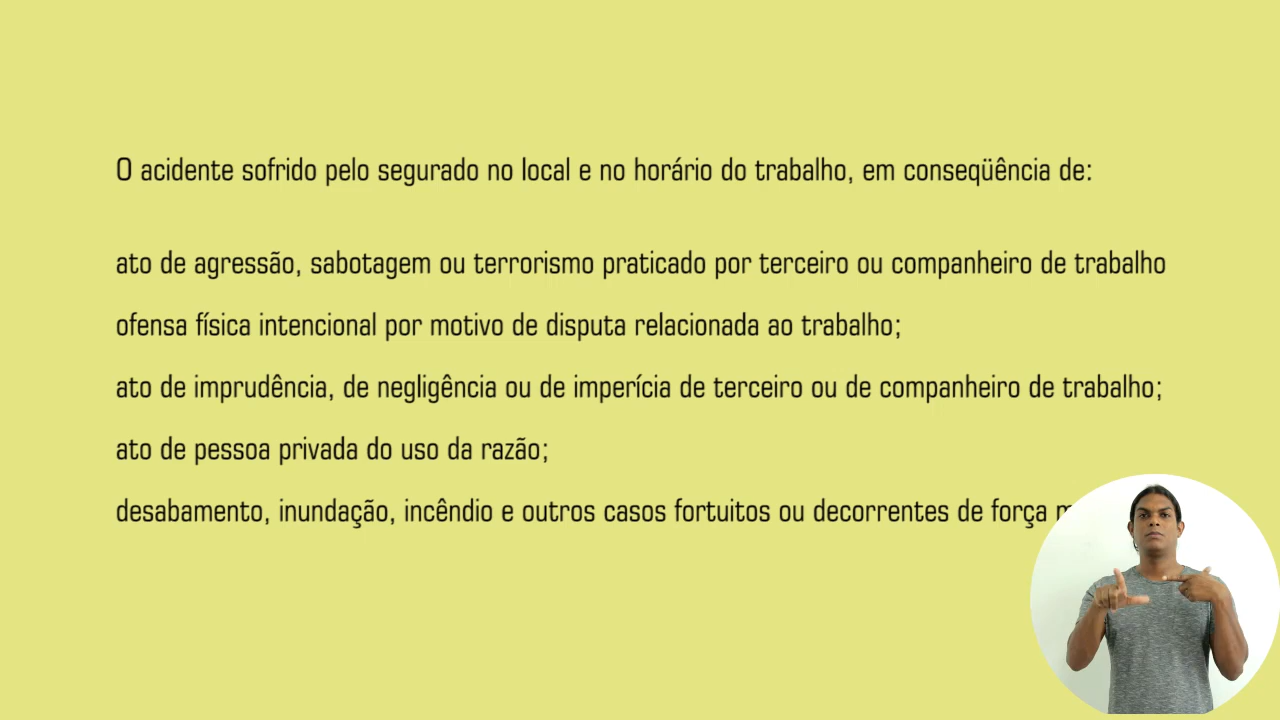 O acidente sofrido pelo segurado no local e no horário do trabalho, em conseqüência de:
ato de agressão, sabotagem ou terrorismo praticado por terceiro ou companheiro de trabalho
ofensa física intencional por motivo de disputa relacionada ao trabalho;
ato de imprudência, de negligência ou de imperícia de terceiro ou de companheiro de trabalho;
ato de pessoa privada do uso da razão;
desabamento, inundação, incêndio e outros casos fortuitos ou decorrentes de força